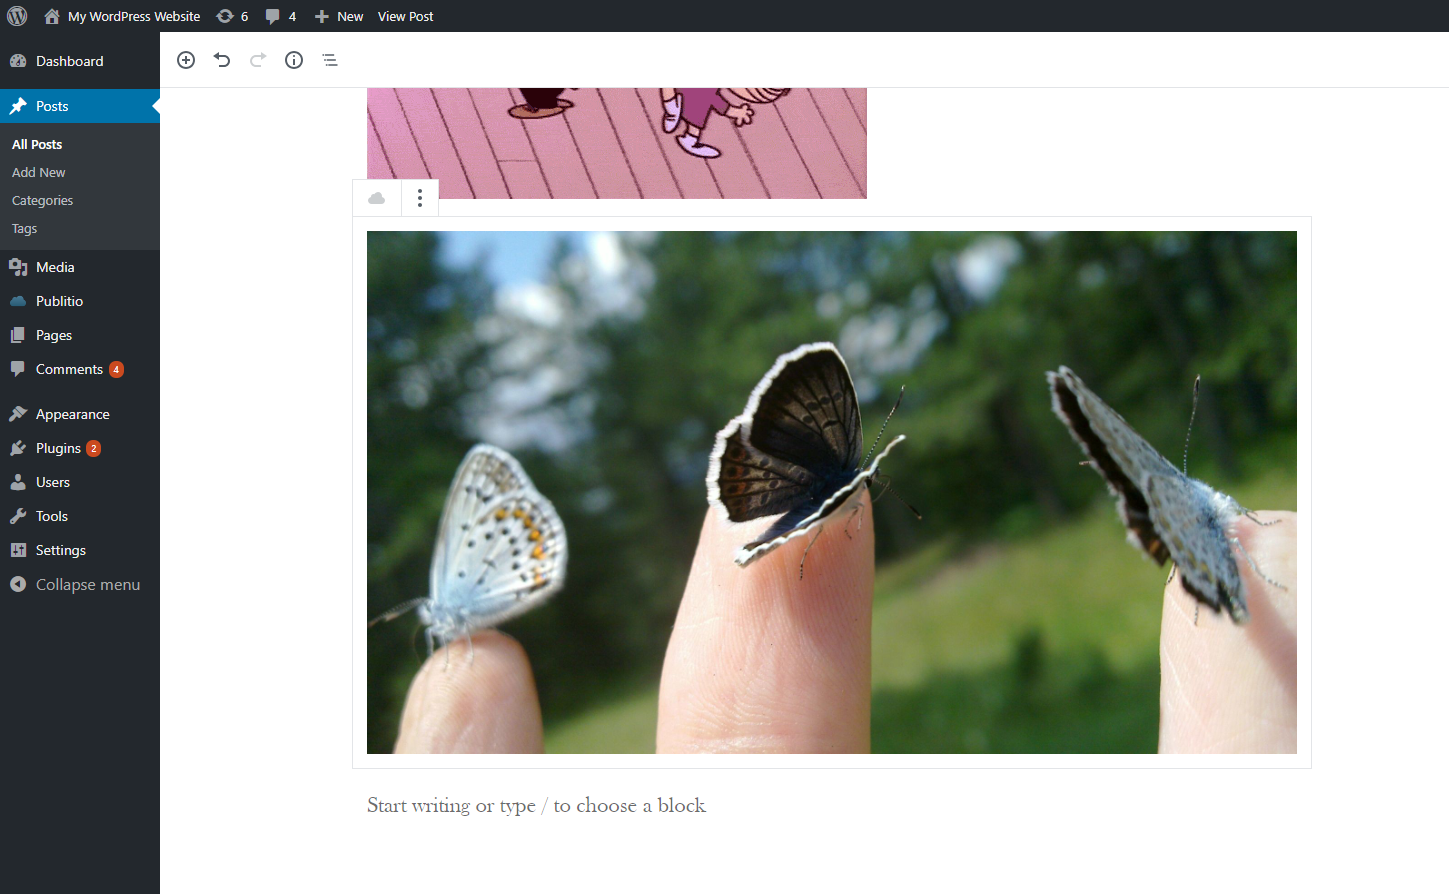 My WordPress Website 6 4 New View Post
Dashboard
Posts
All Posts
Add New
Categories
Tags
Media
Publitio
Pages
Comments 4
Appearance
Plugins 2
Users
Tools
Settings
Collapse menu
Start writing or type / to choose a block